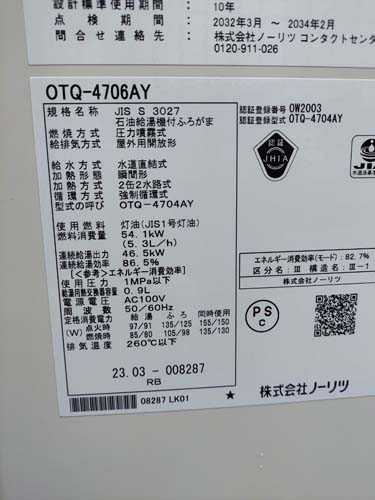 設計標準使用期間 10年
点検期間 2032年3月 ～ 2034年2月
問合せ連絡先 株式会社ノーリツ コンタクトセンタ
0120-911-026
OTQ-4706AY
規格名称 JIS S 3027
石油給湯機付ふろがま
燃焼方式 圧力噴霧式
給排気方式 屋外用開放形
給水方式 水道直結式
加熱形態 瞬間形
加熱形式 2缶2水路式
循環方式 強制循環式
型式の呼び OTQ-4704AY
使用燃料 灯油(JIS1号灯油)
燃料消費量 54.1kW
(5.3L/h)
連続給湯出力 46.5kW
連続給湯効率 86.5%
[<参考>エネルギー消費効率]
使用圧力 1MPa以下
給湯用熱交換器容量 0.9L
電源電圧 AC100V
周波数 50/60Hz
定格消費電力 給湯 ふろ 同時
(W) 点火時 97/91 135/125 155/150
燃焼時 85/80 105/98 135/130
排気温度 260℃以下
23.03-008287
RB
08287 LK01
★
認証登録番号 0W2003
認証登録型式 OTQ-4704AY
認証
JHIA
エネルギー消費効率(モード): 82.7%
区分名: Ⅲ 構造名: Ⅲ-1
株式会社ノーリツ
PS
C
株式会社ノーリツ